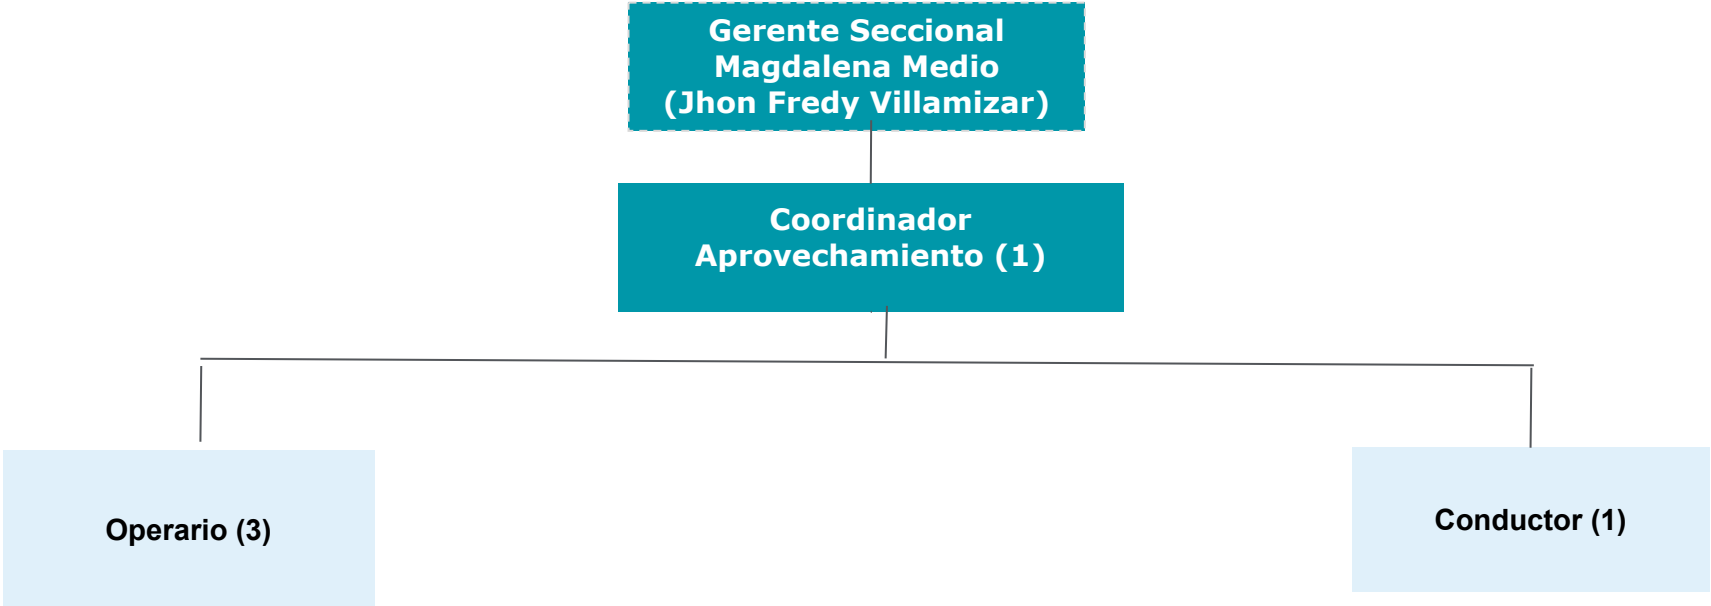 Gerente Seccional
Magdalena Medio
(Jhon Fredy Villamizar)
Coordinador
Aprovechamiento (1)
Operario (3)
Conductor (1)